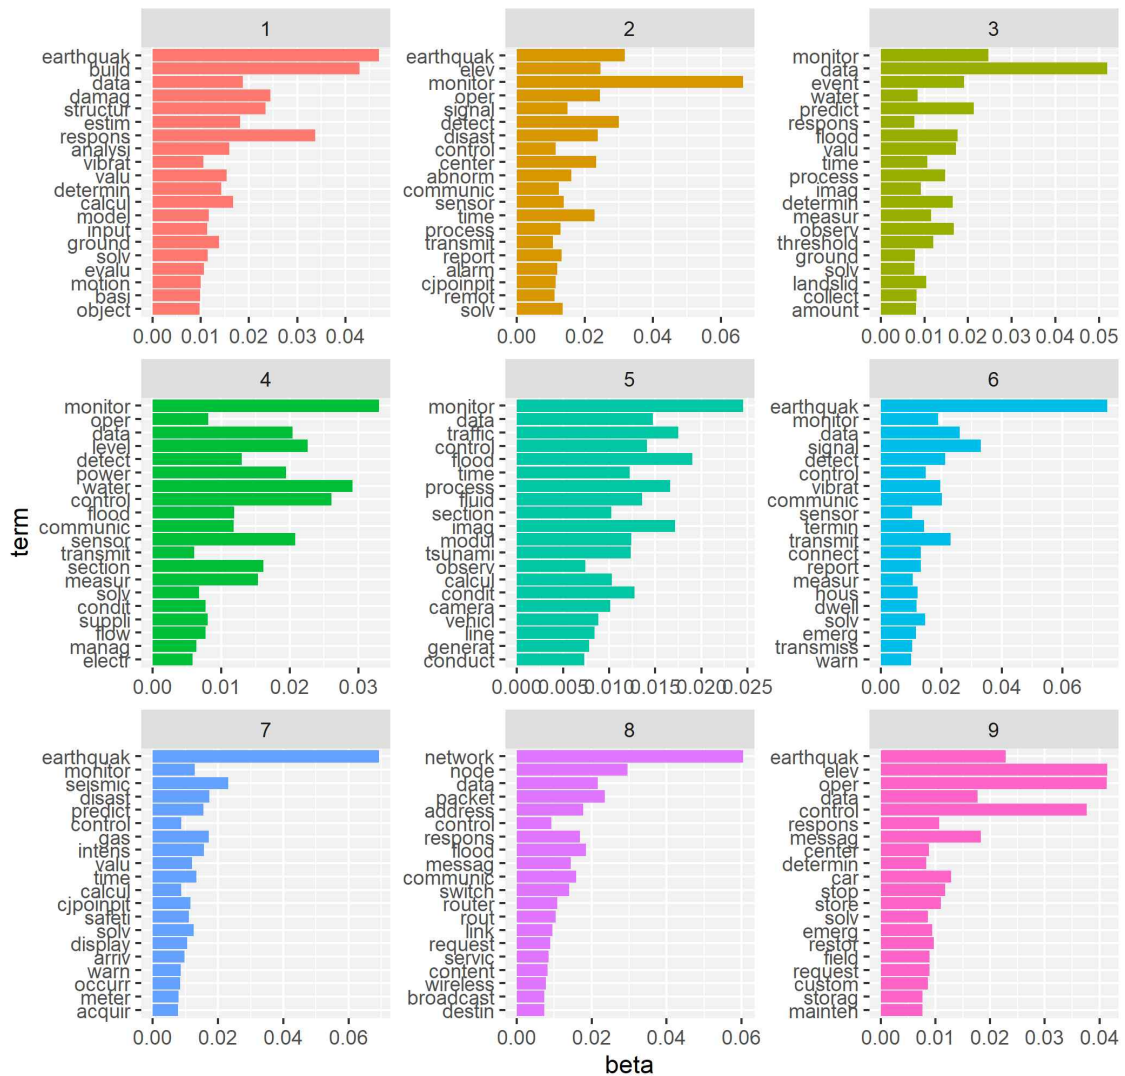 1
earthquak
build
data
damag
structur
estim
respons
analysi
vibrat
valu
determin
calcul
model
input
ground
solv
evalu
motion
basi
object
0.00 0.02 0.04
2
earthquak
elev
monitor
oper
signal
detect
disast
control
center
abnorm
communic
sensor
time
process
transmit
report
alarm
cjpoinpit
remot
solv
0.00 0.02 0.04 0.06
3
monitor
data
event
water
predict
respons
flood
valu
time
process
imag
determin
measur
observ
threshold
ground
solv
landslid
collect
amount
0.00 0.01 0.02 0.03 0.04 0.05
4
monitor
oper
data
level
detect
power
water
control
flood
communic
sensor
transmit
section
measur
solv
condit
suppli
flow
manag
electr
0.00 0.01 0.02 0.03
5
monitor
data
traffic
control
flood
time
process
fluid
section
imag
modul
tsunami
observ
calcul
condit
camera
vehicl
line
generat
conduct
0.000 0.005 0.010 0.015 0.020 0.025
6
earthquak
monitor
data
signal
detect
control
vibrat
communic
sensor
termin
transmit
connect
report
measur
hous
dwell
solv
emerg
transmiss
warn
0.00 0.02 0.04 0.06
7
earthquak
monitor
seismic
disast
predict
control
gas
intens
valu
time
calcul
cjpoinpit
safeti
solv
display
arriv
warn
occurr
meter
acquir
0.00 0.02 0.04 0.06
8
network
node
data
packet
address
control
respons
flood
messag
communic
switch
router
rout
link
request
servic
content
wireless
broadcast
destin
0.00 0.02 0.04 0.06
9
earthquak
elev
oper
data
control
respons
messag
center
determin
car
stop
store
solv
emerg
restor
field
request
custom
storag
mainten
0.00 0.01 0.02 0.03 0.04
term
beta